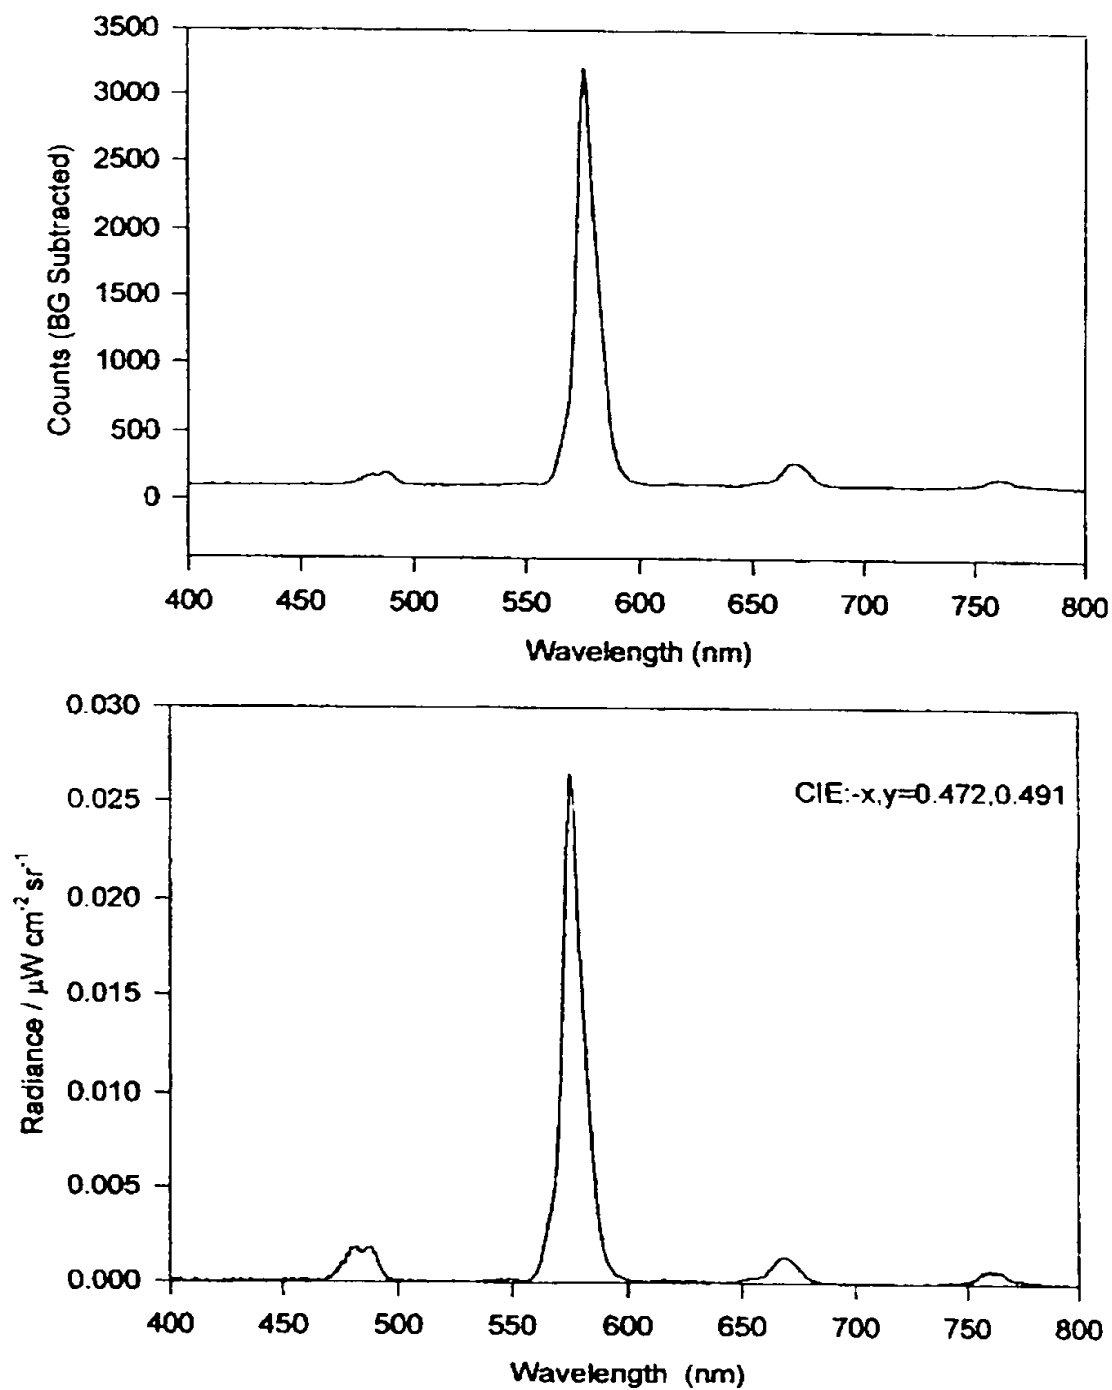 3500
3000
2500
2000
1500
1000
500
0
Counts (BG Subtracted)
400 450 500 550 600 650 700 750 800
Wavelength (nm)
0.030
0.025
0.020
0.015
0.010
0.005
0.000
Radiance / µW cm⁻² sr⁻¹
CIE:-x,y=0.472,0.491
400 450 500 550 600 650 700 750 800
Wavelength (nm)